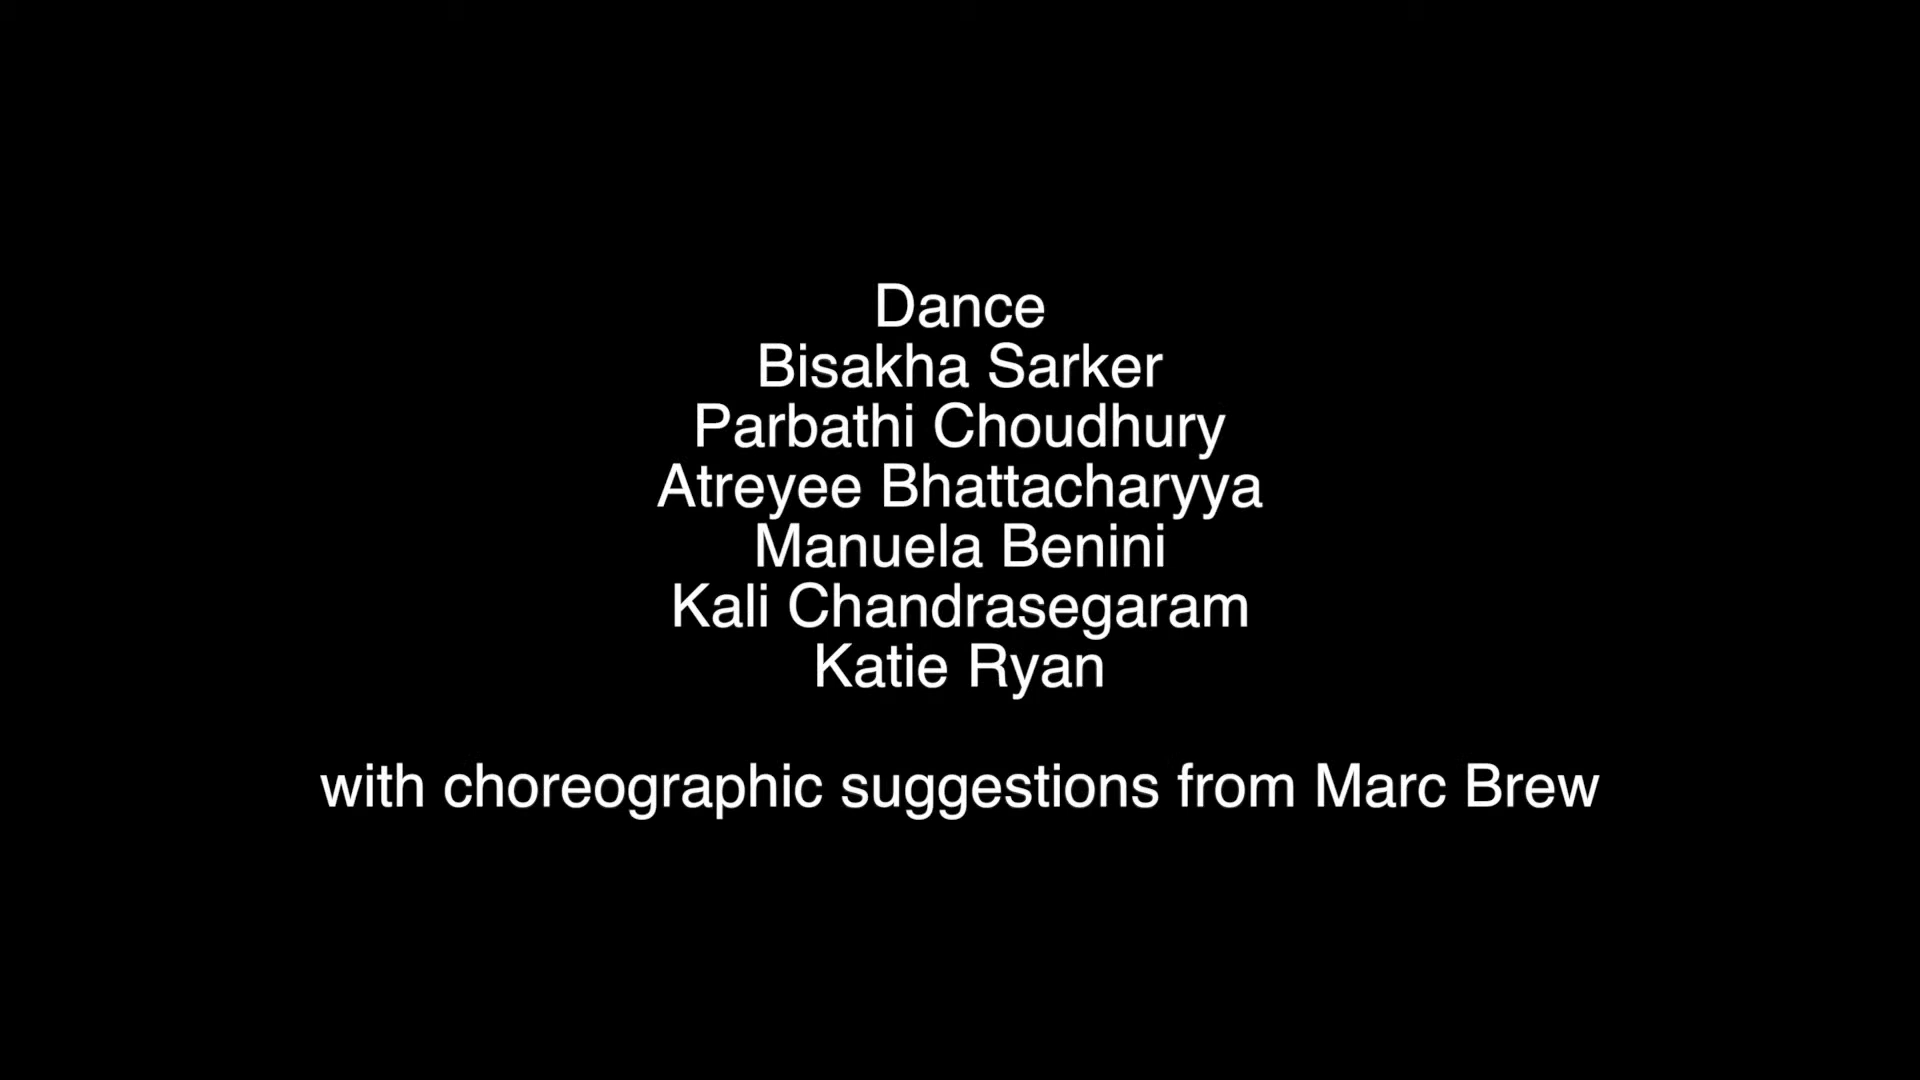 Dance
Bisakha Sarker
Parbathi Choudhury
Atreyee Bhattacharyya
Manuela Benini
Kali Chandrasegaram
Katie Ryan
with choreographic suggestions from Marc Brew